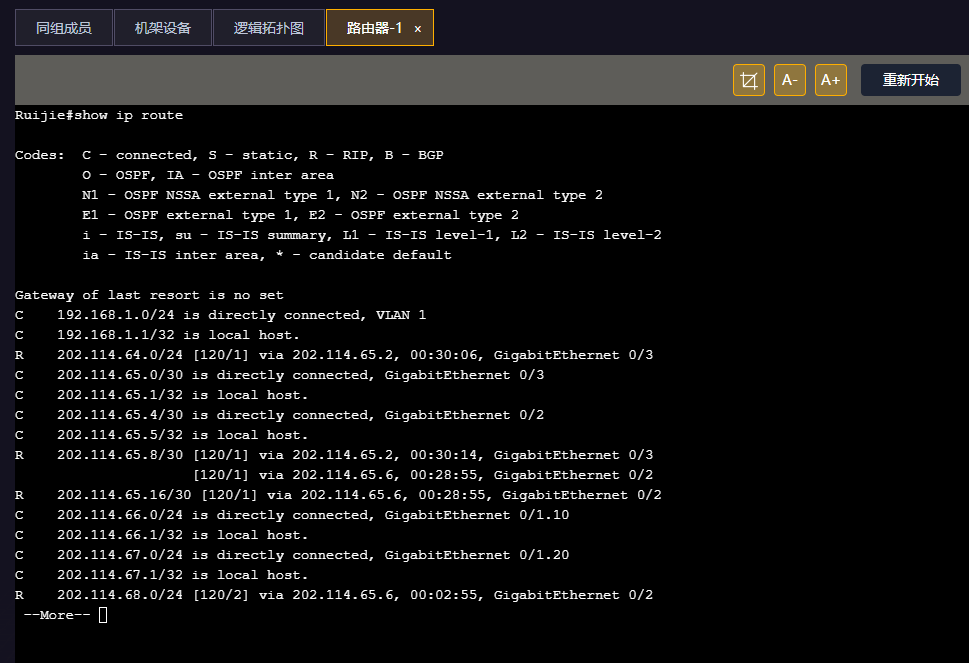 同组成员 机架设备 逻辑拓扑图 路由器-1 ×
A- A+ 重新开始
Ruijie#show ip route
Codes:  C - connected, S - static, R - RIP, B - BGP
        O - OSPF, IA - OSPF inter area
        N1 - OSPF NSSA external type 1, N2 - OSPF NSSA external type 2
        E1 - OSPF external type 1, E2 - OSPF external type 2
        i - IS-IS, su - IS-IS summary, L1 - IS-IS level-1, L2 - IS-IS level-2
        ia - IS-IS inter area, * - candidate default
Gateway of last resort is no set
C    192.168.1.0/24 is directly connected, VLAN 1
C    192.168.1.1/32 is local host.
R    202.114.64.0/24 [120/1] via 202.114.65.2, 00:30:06, GigabitEthernet 0/3
C    202.114.65.0/30 is directly connected, GigabitEthernet 0/3
C    202.114.65.1/32 is local host.
C    202.114.65.4/30 is directly connected, GigabitEthernet 0/2
C    202.114.65.5/32 is local host.
R    202.114.65.8/30 [120/1] via 202.114.65.2, 00:30:14, GigabitEthernet 0/3
                     [120/1] via 202.114.65.6, 00:28:55, GigabitEthernet 0/2
R    202.114.65.16/30 [120/1] via 202.114.65.6, 00:28:55, GigabitEthernet 0/2
C    202.114.66.0/24 is directly connected, GigabitEthernet 0/1.10
C    202.114.66.1/32 is local host.
C    202.114.67.0/24 is directly connected, GigabitEthernet 0/1.20
C    202.114.67.1/32 is local host.
R    202.114.68.0/24 [120/2] via 202.114.65.6, 00:02:55, GigabitEthernet 0/2
 --More--